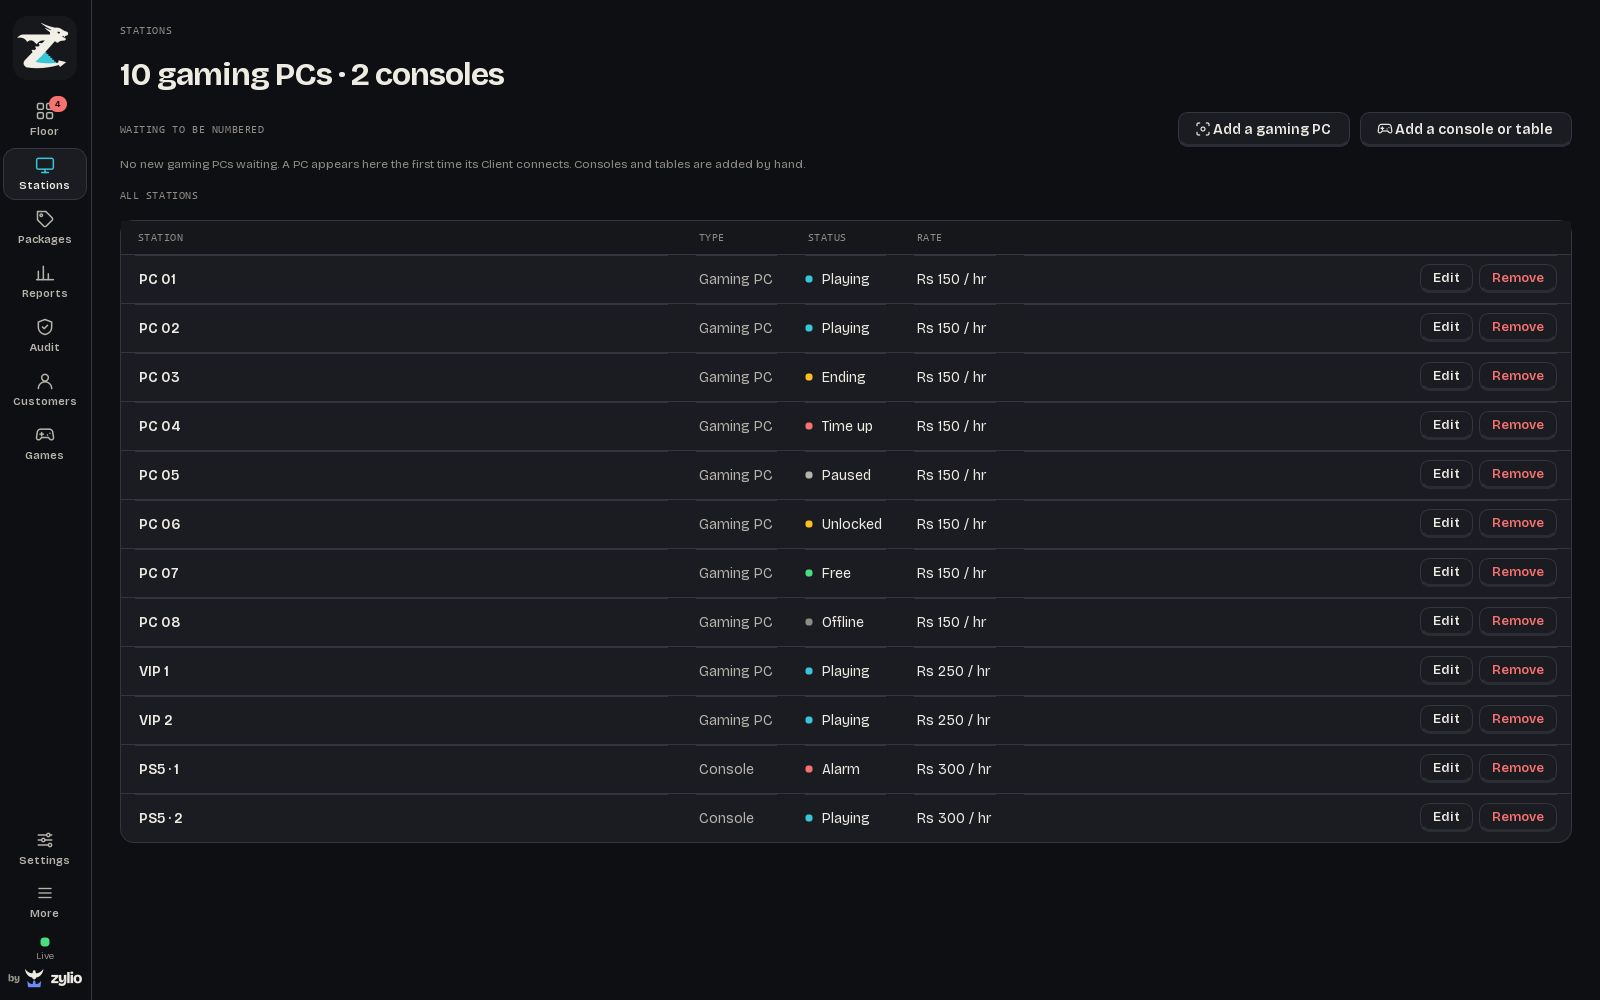 STATIONS
10 gaming PCs · 2 consoles
4
Floor
Stations
Packages
Reports
Audit
Customers
Games
Settings
More
Live
by zylio
WAITING TO BE NUMBERED
Add a gaming PC
Add a console or table
No new gaming PCs waiting. A PC appears here the first time its Client connects. Consoles and tables are added by hand.
ALL STATIONS
STATION TYPE STATUS RATE
PC 01 Gaming PC Playing Rs 150 / hr Edit Remove
PC 02 Gaming PC Playing Rs 150 / hr Edit Remove
PC 03 Gaming PC Ending Rs 150 / hr Edit Remove
PC 04 Gaming PC Time up Rs 150 / hr Edit Remove
PC 05 Gaming PC Paused Rs 150 / hr Edit Remove
PC 06 Gaming PC Unlocked Rs 150 / hr Edit Remove
PC 07 Gaming PC Free Rs 150 / hr Edit Remove
PC 08 Gaming PC Offline Rs 150 / hr Edit Remove
VIP 1 Gaming PC Playing Rs 250 / hr Edit Remove
VIP 2 Gaming PC Playing Rs 250 / hr Edit Remove
PS5 · 1 Console Alarm Rs 300 / hr Edit Remove
PS5 · 2 Console Playing Rs 300 / hr Edit Remove